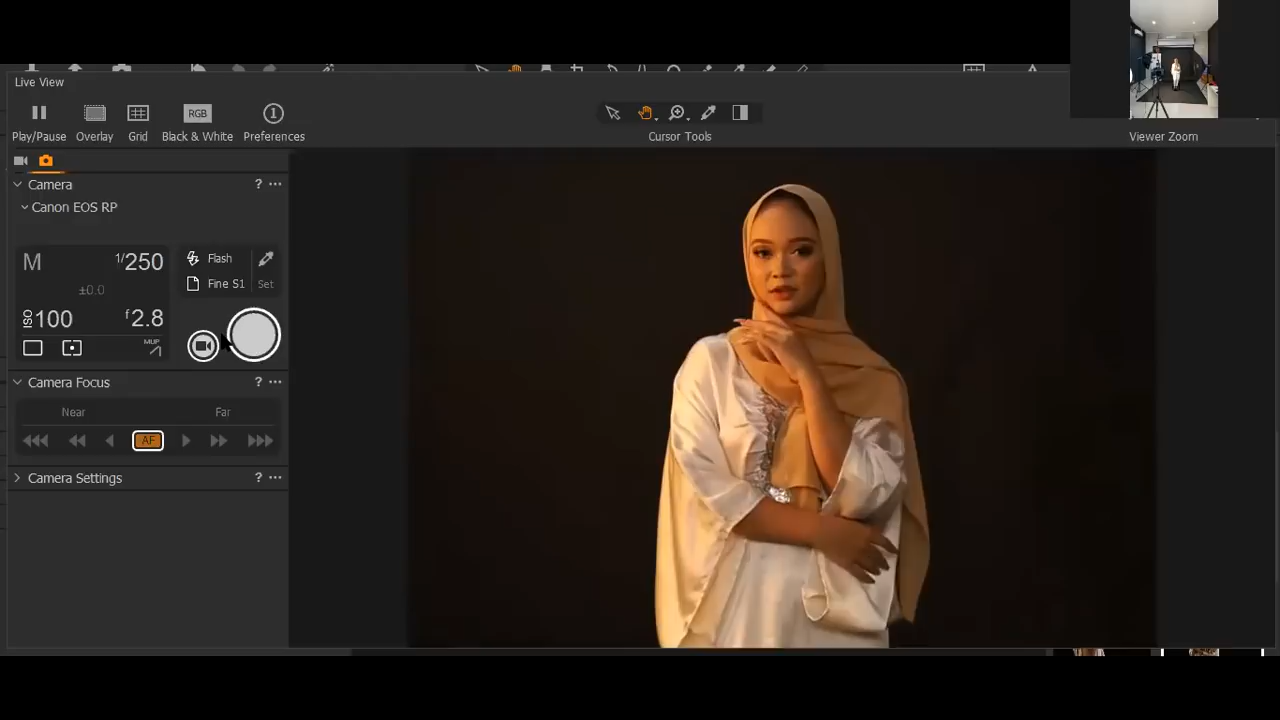 Live View
Play/Pause
Overlay
Grid
RGB
Black & White
Preferences
Cursor Tools
Viewer Zoom
Camera
?
Canon EOS RP
M
1/250
±0.0
ISO 100
f2.8
MUP
Flash
Fine S1
Set
Camera Focus
?
Near
Far
AF
Camera Settings
?